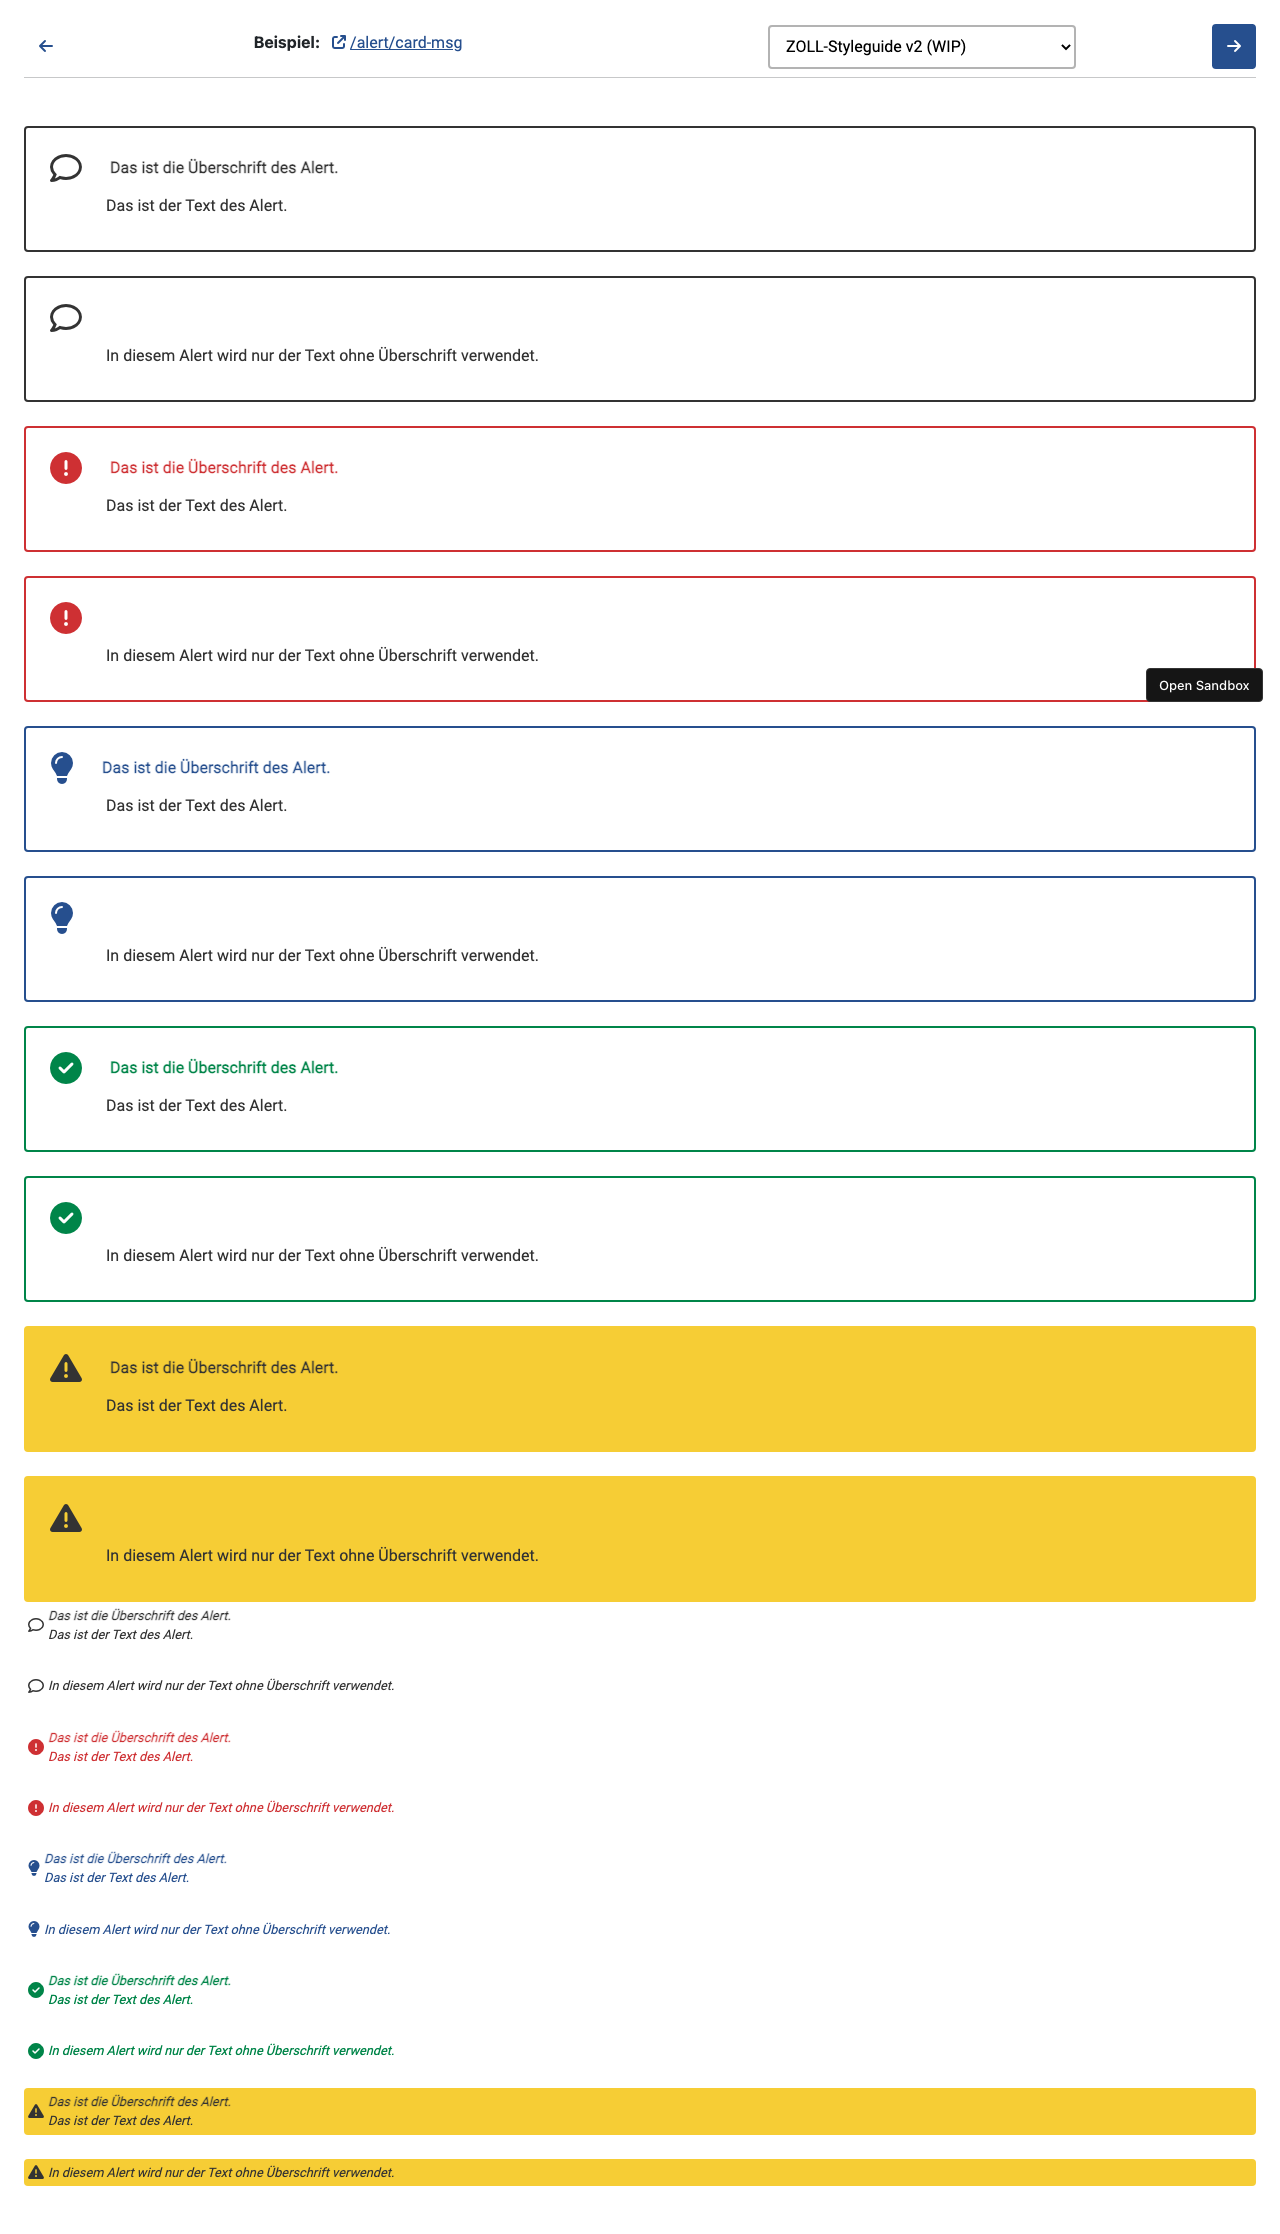 Beispiel: /alert/card-msg
ZOLL-Styleguide v2 (WIP)
Das ist die Überschrift des Alert.
Das ist der Text des Alert.
In diesem Alert wird nur der Text ohne Überschrift verwendet.
Das ist die Überschrift des Alert.
Das ist der Text des Alert.
In diesem Alert wird nur der Text ohne Überschrift verwendet.
Open Sandbox
Das ist die Überschrift des Alert.
Das ist der Text des Alert.
In diesem Alert wird nur der Text ohne Überschrift verwendet.
Das ist die Überschrift des Alert.
Das ist der Text des Alert.
In diesem Alert wird nur der Text ohne Überschrift verwendet.
Das ist die Überschrift des Alert.
Das ist der Text des Alert.
In diesem Alert wird nur der Text ohne Überschrift verwendet.
Das ist die Überschrift des Alert.
Das ist der Text des Alert.
In diesem Alert wird nur der Text ohne Überschrift verwendet.
Das ist die Überschrift des Alert.
Das ist der Text des Alert.
In diesem Alert wird nur der Text ohne Überschrift verwendet.
Das ist die Überschrift des Alert.
Das ist der Text des Alert.
In diesem Alert wird nur der Text ohne Überschrift verwendet.
Das ist die Überschrift des Alert.
Das ist der Text des Alert.
In diesem Alert wird nur der Text ohne Überschrift verwendet.
Das ist die Überschrift des Alert.
Das ist der Text des Alert.
In diesem Alert wird nur der Text ohne Überschrift verwendet.